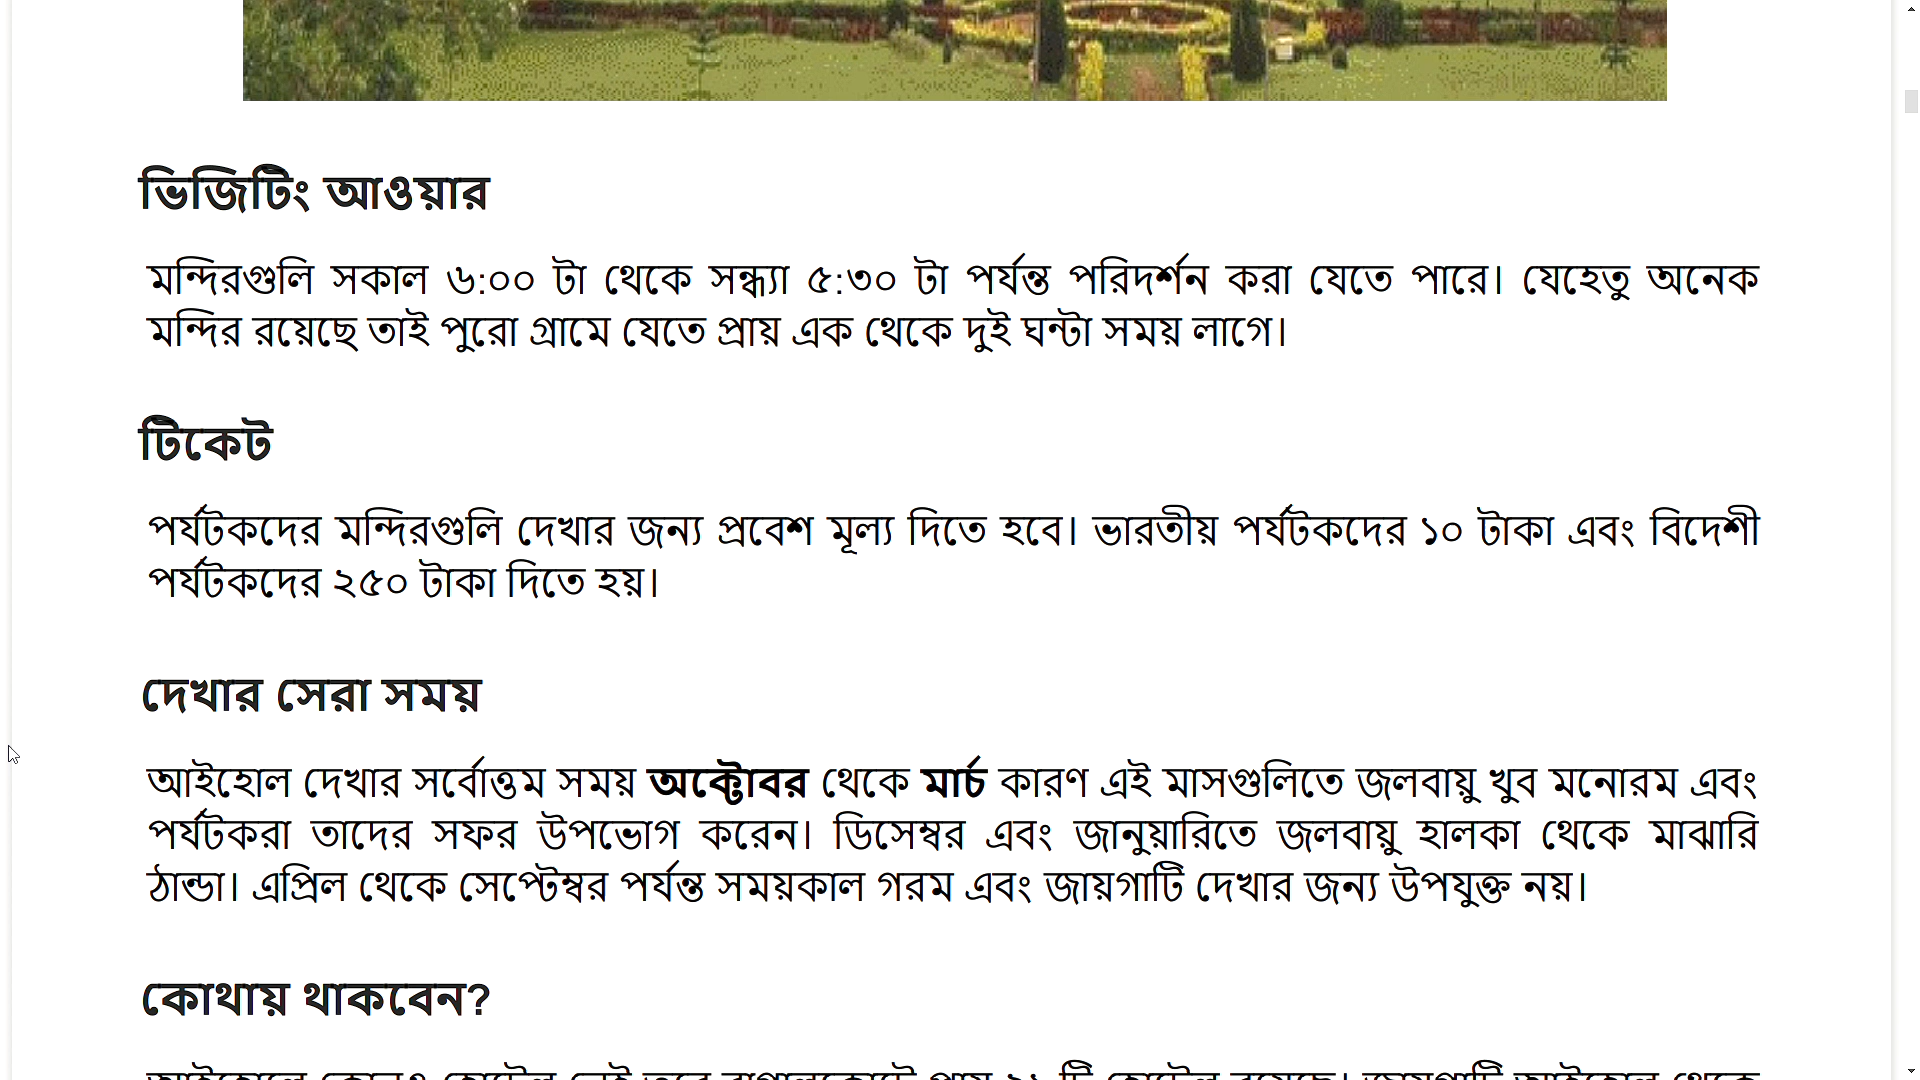 ভিজিটিং আওয়ার
মন্দিরগুলি সকাল ৬:০০ টা থেকে সন্ধ্যা ৫:৩০ টা পর্যন্ত পরিদর্শন করা যেতে পারে। যেহেতু অনেক
মন্দির রয়েছে তাই পুরো গ্রামে যেতে প্রায় এক থেকে দুই ঘন্টা সময় লাগে।
টিকেট
পর্যটকদের মন্দিরগুলি দেখার জন্য প্রবেশ মূল্য দিতে হবে। ভারতীয় পর্যটকদের ১০ টাকা এবং বিদেশী
পর্যটকদের ২৫০ টাকা দিতে হয়।
দেখার সেরা সময়
আইহোল দেখার সর্বোত্তম সময় অক্টোবর থেকে মার্চ কারণ এই মাসগুলিতে জলবায়ু খুব মনোরম এবং
পর্যটকরা তাদের সফর উপভোগ করেন। ডিসেম্বর এবং জানুয়ারিতে জলবায়ু হালকা থেকে মাঝারি
ঠান্ডা। এপ্রিল থেকে সেপ্টেম্বর পর্যন্ত সময়কাল গরম এবং জায়গাটি দেখার জন্য উপযুক্ত নয়।
কোথায় থাকবেন?